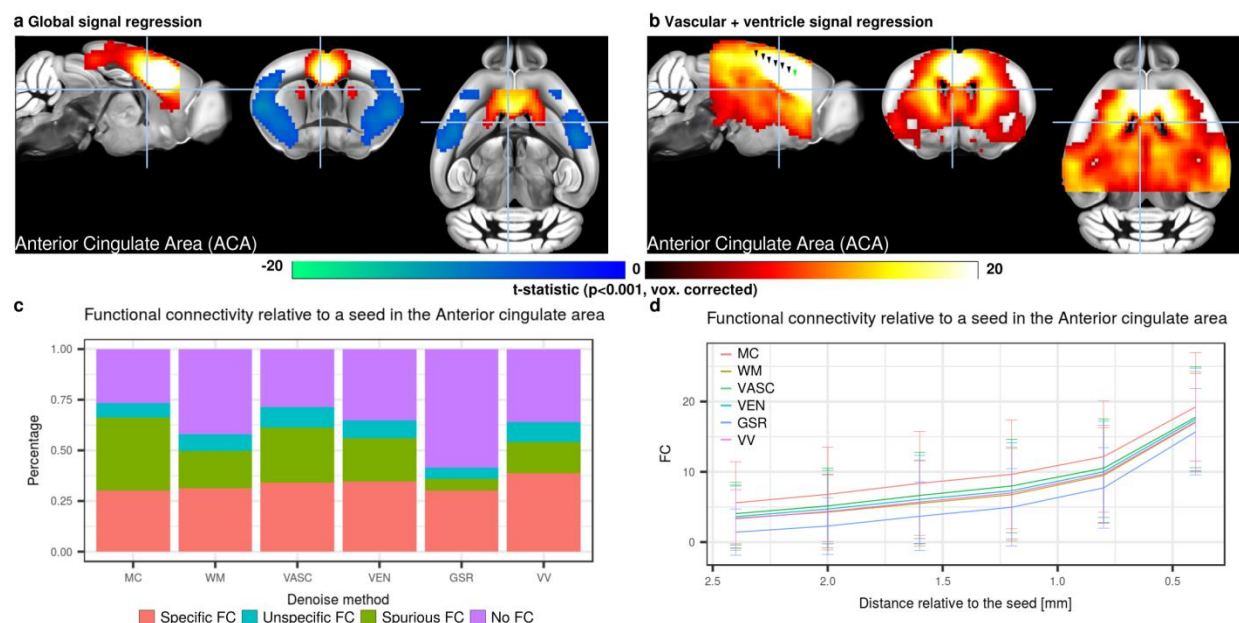 a Global signal regression
b Vascular + ventricle signal regression
Anterior Cingulate Area (ACA)
Anterior Cingulate Area (ACA)
-20 0 20
t-statistic (p<0.001, vox. corrected)
c
Functional connectivity relative to a seed in the Anterior cingulate area
1.00
0.75
0.50
0.25
0.00
Percentage
MC WM VASC VEN GSR VV
Denoise method
Specific FC Unspecific FC Spurious FC No FC
d
Functional connectivity relative to a seed in the Anterior cingulate area
MC
WM
VASC
VEN
GSR
VV
20
10
0
FC
2.5 2.0 1.5 1.0 0.5
Distance relative to the seed [mm]